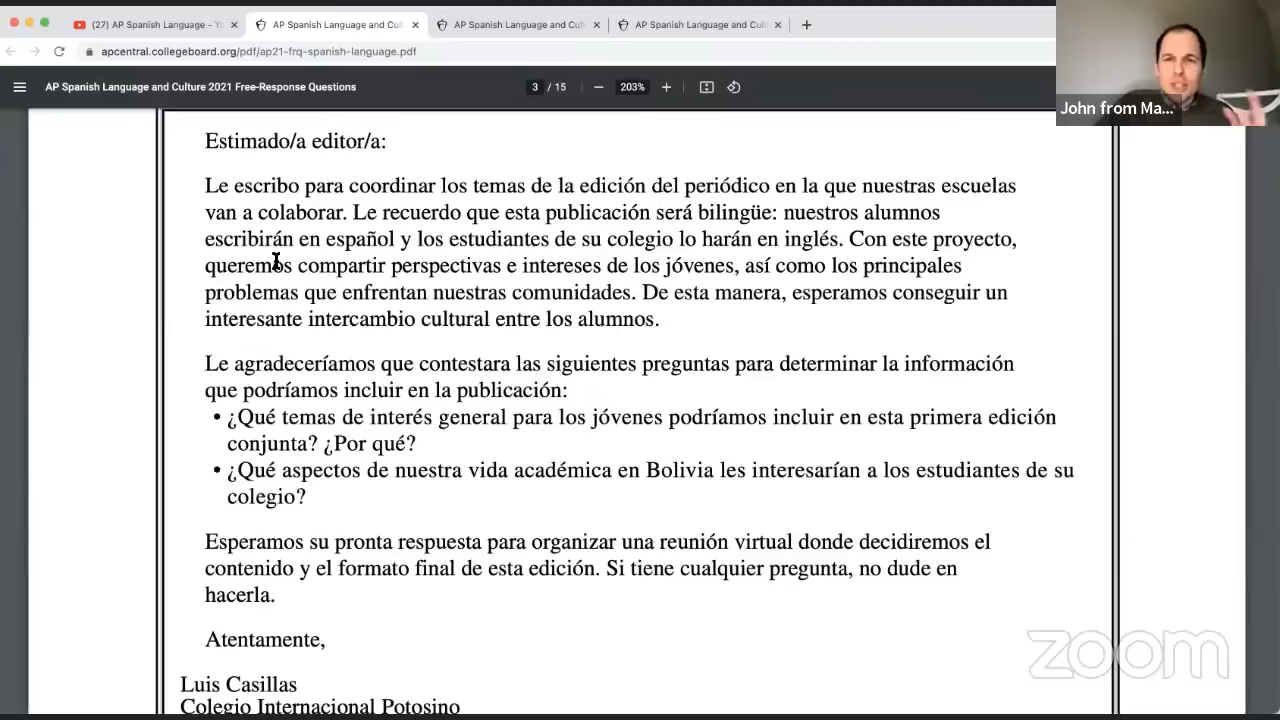 (27) AP Spanish Language - Y
AP Spanish Language and Cul
AP Spanish Language and Cul
AP Spanish Language and Cul
apcentral.collegeboard.org/pdf/ap21-frq-spanish-language.pdf
AP Spanish Language and Culture 2021 Free-Response Questions
3 / 15
203%
John from Ma...
Estimado/a editor/a:
Le escribo para coordinar los temas de la edición del periódico en la que nuestras escuelas
van a colaborar. Le recuerdo que esta publicación será bilingüe: nuestros alumnos
escribirán en español y los estudiantes de su colegio lo harán en inglés. Con este proyecto,
queremos compartir perspectivas e intereses de los jóvenes, así como los principales
problemas que enfrentan nuestras comunidades. De esta manera, esperamos conseguir un
interesante intercambio cultural entre los alumnos.
Le agradeceríamos que contestara las siguientes preguntas para determinar la información
que podríamos incluir en la publicación:
• ¿Qué temas de interés general para los jóvenes podríamos incluir en esta primera edición
conjunta? ¿Por qué?
• ¿Qué aspectos de nuestra vida académica en Bolivia les interesarían a los estudiantes de su
colegio?
Esperamos su pronta respuesta para organizar una reunión virtual donde decidiremos el
contenido y el formato final de esta edición. Si tiene cualquier pregunta, no dude en
hacerla.
Atentamente,
Luis Casillas
Colegio Internacional Potosino
zoom